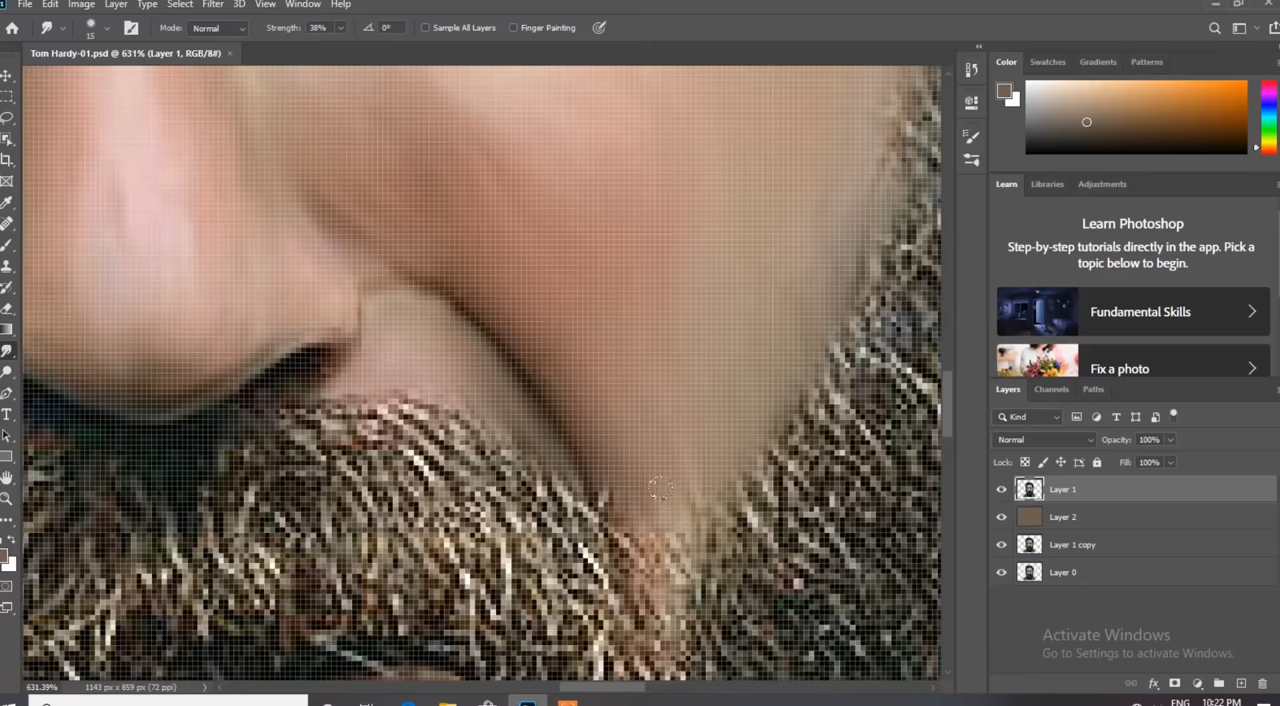 File Edit Image Layer Type Select Filter 3D View Window Help
15 Mode: Normal Strength: 38% 0° Sample All Layers Finger Painting
Tom Hardy-01.psd @ 631% (Layer 1, RGB/8#) ×
Color Swatches Gradients Patterns
Learn Libraries Adjustments
Learn Photoshop
Step-by-step tutorials directly in the app. Pick a
topic below to begin.
Fundamental Skills
Fix a photo
Layers Channels Paths
Kind
Normal Opacity: 100%
Lock: Fill: 100%
Layer 1
Layer 2
Layer 1 copy
Layer 0
Activate Windows
Go to Settings to activate Windows.
631.39% 1143 px x 859 px (72 ppi)
ENG 10:22 PM